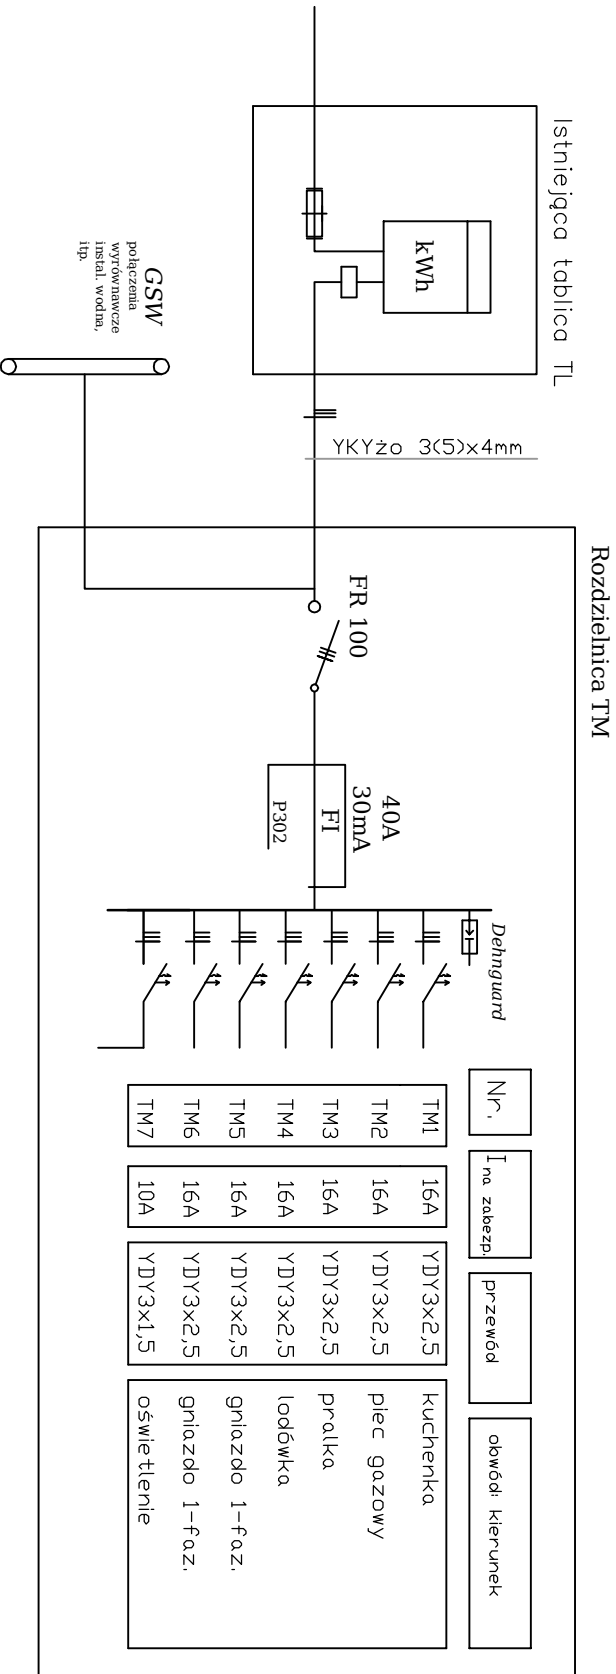 Istniejąca tablica TL
kWh
GSW
połączenia
wyrównawcze
instal. wodna,
itp.
YKYżo 3(5)x4mm
Rozdzielnica TM
FR 100
40A
30mA
FI
P302
Dehnguard
Nr. I na zabezp. przewód obwód: kierunek
TM1 16A YDY3x2,5 kuchenka
TM2 16A YDY3x2,5 piec gazowy
TM3 16A YDY3x2,5 pralka
TM4 16A YDY3x2,5 lodówka
TM5 16A YDY3x2,5 gniazdo 1-faz.
TM6 16A YDY3x2,5 gniazdo 1-faz.
TM7 10A YDY3x1,5 oświetlenie